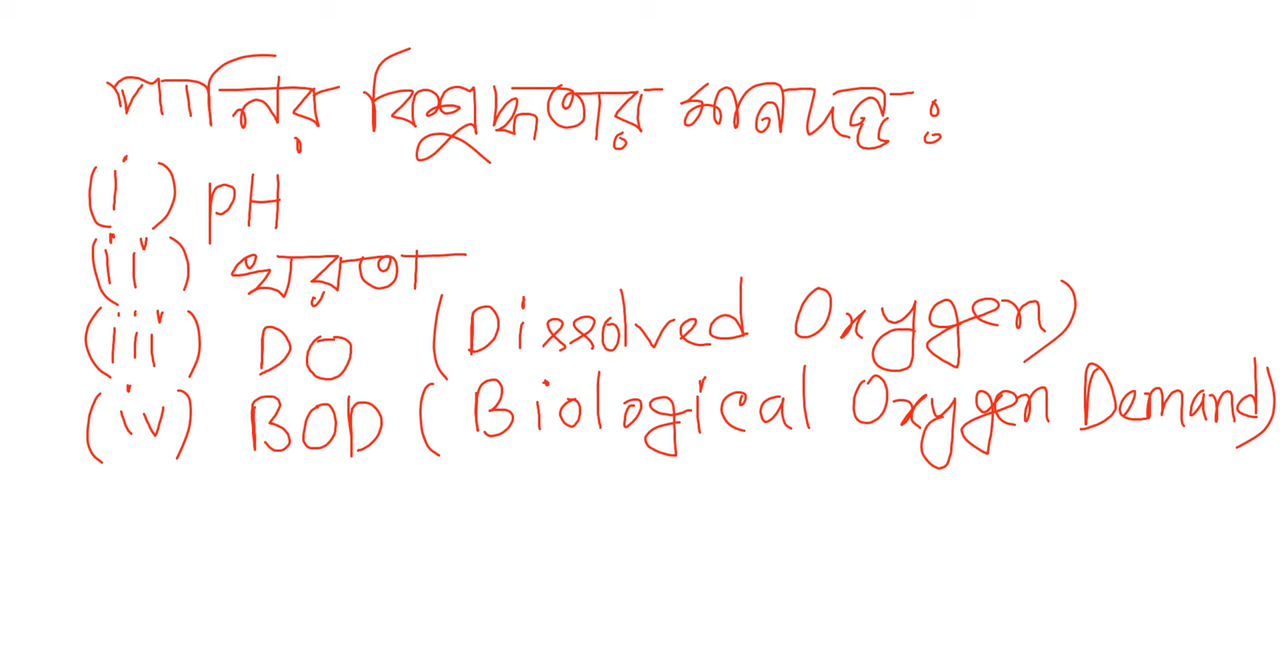 পানির বিশুদ্ধতার মানদন্ড :
(i) pH
(ii) খরতা
(iii) DO (Dissolved Oxygen)
(iv) BOD (Biological Oxygen Demand)